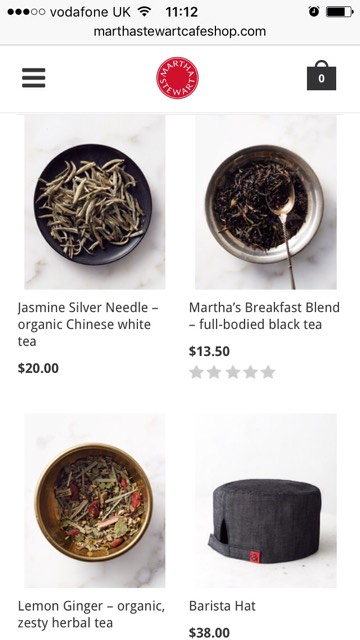 vodafone UK 11:12
marthastewartcafeshop.com
MARTHA
STEWART
0
Jasmine Silver Needle –
organic Chinese white
tea
$20.00
Martha's Breakfast Blend
– full-bodied black tea
$13.50
Lemon Ginger – organic,
zesty herbal tea
Barista Hat
$38.00